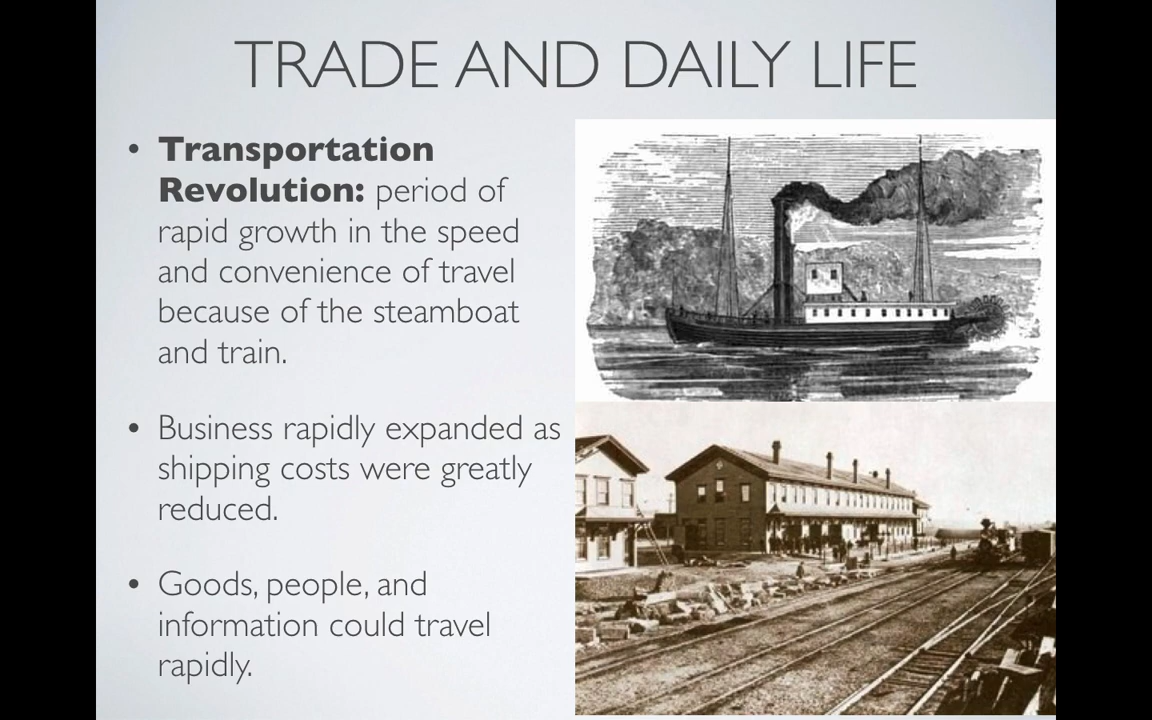 TRADE AND DAILY LIFE
• Transportation
Revolution: period of
rapid growth in the speed
and convenience of travel
because of the steamboat
and train.
• Business rapidly expanded as
shipping costs were greatly
reduced.
• Goods, people, and
information could travel
rapidly.